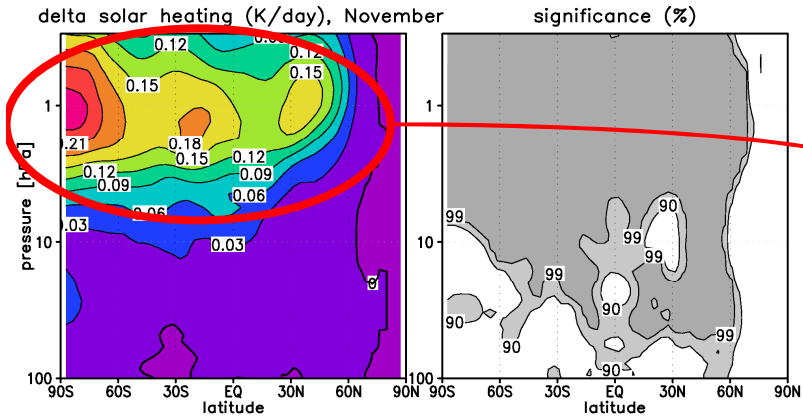 delta solar heating (K/day), November
significance (%)
0.12
0.12
0.15
0.15
1
1
0.21
0.18
0.15
0.12
0.12
0.09
0.09
0.06
0.06
0.03
0.03
pressure [hPa]
10
10
0
90
99
99
99
99
99
90
90
90
90
100
100
90S
60S
30S
EQ
30N
60N
90N
90S
60S
30S
EQ
30N
60N
90N
latitude
latitude